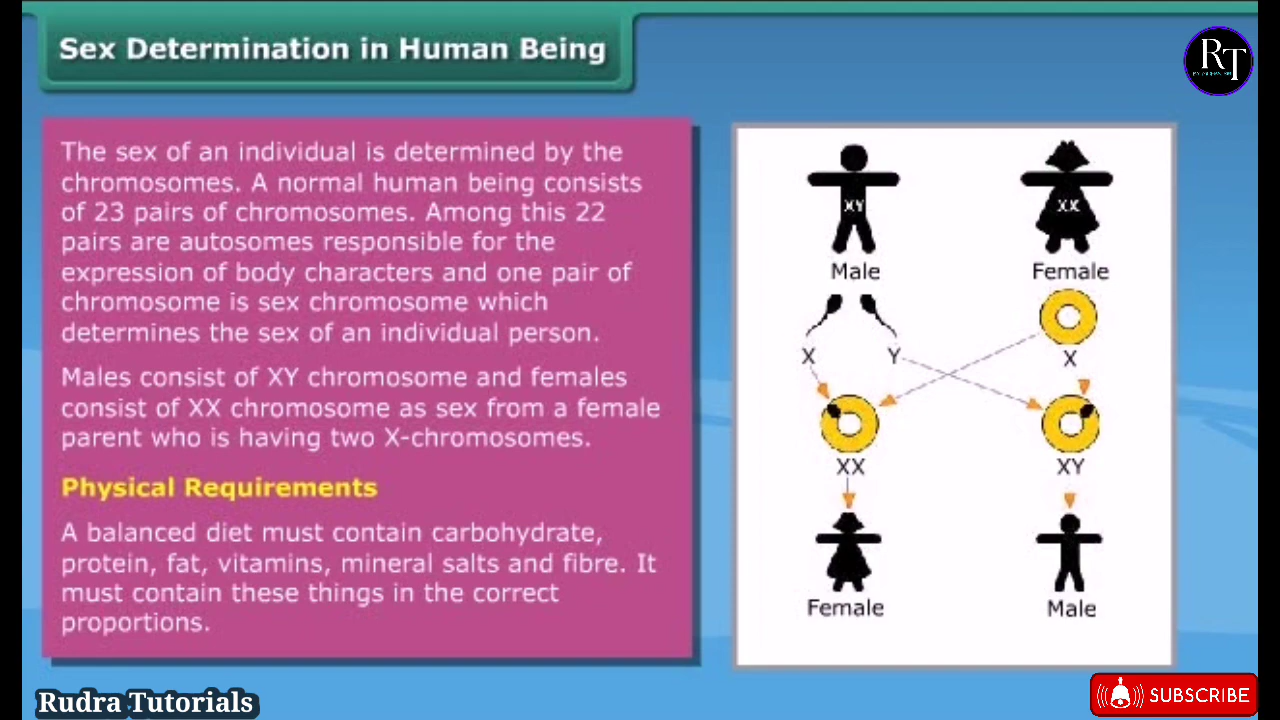 Sex Determination in Human Being
RT
The sex of an individual is determined by the
chromosomes. A normal human being consists
of 23 pairs of chromosomes. Among this 22
pairs are autosomes responsible for the
expression of body characters and one pair of
chromosome is sex chromosome which
determines the sex of an individual person.
Males consist of XY chromosome and females
consist of XX chromosome as sex from a female
parent who is having two X-chromosomes.
Physical Requirements
A balanced diet must contain carbohydrate,
protein, fat, vitamins, mineral salts and fibre. It
must contain these things in the correct
proportions.
XY XX
Male Female
X Y X
XX XY
Female Male
Rudra Tutorials
SUBSCRIBE